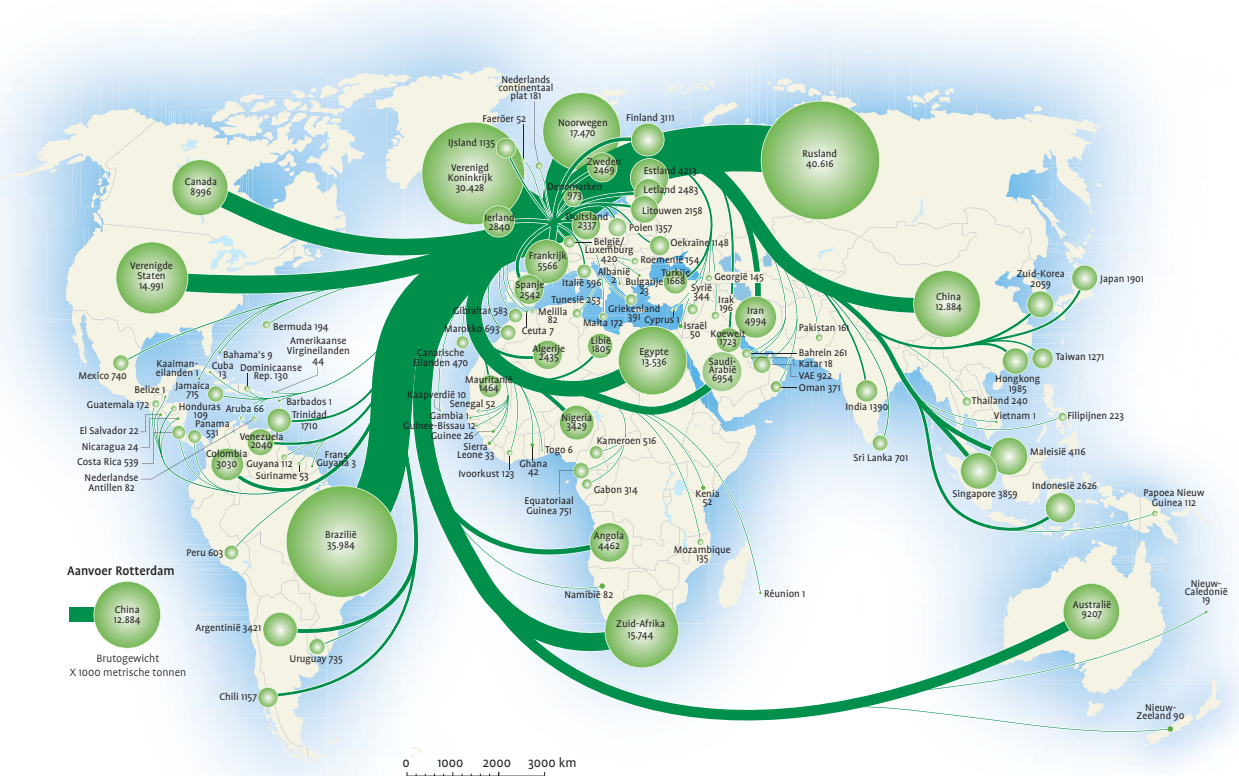 Nederlands
continentaal
plat 181
Faeröer 52
Noorwegen
17.470
Finland 3111
IJsland 1135
Verenigd
Koninkrijk
30.428
Zweden
2469
Estland 4213
Rusland
40.616
Canada
8996
Denemarken
973
Letland 2483
Ierland
2840
Duitsland
2337
Litouwen 2158
Polen 1357
Oekraïne 1148
België/
Luxemburg
420
Verenigde
Staten
14.991
Frankrijk
5566
Roemenië 154
Italië 596
Albanië
2
Bulgarije
23
Turkije
1668
Georgië 145
Zuid-Korea
2059
Japan 1901
Spanje
2542
Syrië
344
China
12.884
Tunesië 253
Irak
196
Iran
4994
Gibraltar 583
Melilla
82
Griekenland
391
Cyprus 1
Malta 172
Israël
50
Pakistan 161
Marokko 693
Ceuta 7
Koeweit
1723
Bermuda 194
Amerikaanse
Virgineilanden
44
Bahama's 9
Cuba
13
Kaaiman-
eilanden 1
Dominicaanse
Rep. 130
Canarische
Eilanden 470
Algerije
2435
Libië
1805
Egypte
13.536
Saudi-
Arabië
6954
Bahrein 261
Katar 18
VAE 922
Oman 371
Taiwan 1271
Hongkong
1985
Mexico 740
Jamaica
715
Mauritanië
1464
Belize 1
Kaapverdië 10
Senegal 52
Barbados 1
Guatemala 172
Honduras
109
Aruba 66
Trinidad
1710
Gambia 1
Guinee-Bissau 12
Guinee 26
Nigeria
3429
India 1390
Thailand 240
Vietnam 1
Filipijnen 223
El Salvador 22
Panama
531
Venezuela
2040
Nicaragua 24
Kameroen 516
Sierra
Leone 33
Togo 6
Colombia
3030
Frans
Guyana 3
Guyana 112
Suriname 53
Costa Rica 539
Nederlandse
Antillen 82
Ivoorkust 123
Ghana
42
Sri Lanka 701
Maleisië 4116
Singapore 3859
Indonesië 2626
Gabon 314
Equatoriaal
Guinea 751
Kenia
52
Papoea Nieuw
Guinea 112
Brazilië
35.984
Angola
4462
Peru 603
Mozambique
135
Namibië 82
Réunion 1
Nieuw-
Caledonië
19
Aanvoer Rotterdam
China
12.884
Brutogewicht
X 1000 metrische tonnen
Argentinië 3421
Uruguay 735
Zuid-Afrika
15.744
Australië
9207
Chili 1157
Nieuw-
Zeeland 90
0 1000 2000 3000 km